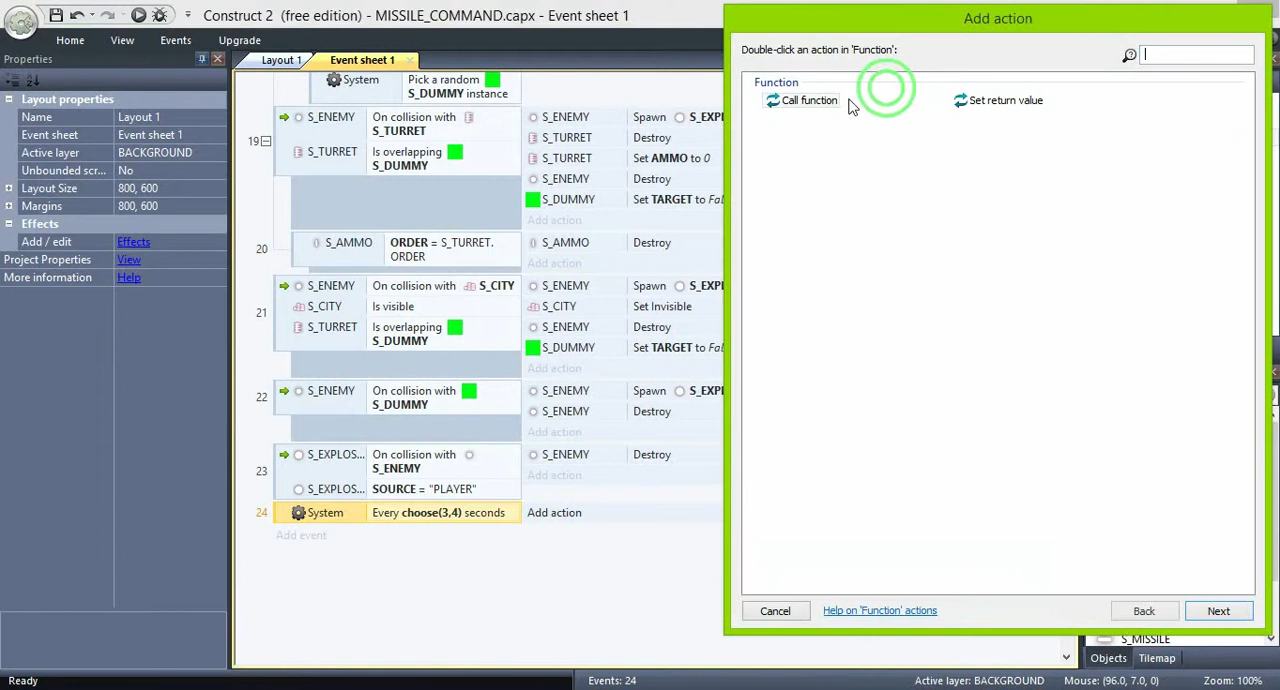 Construct 2 (free edition) - MISSILE_COMMAND.capx - Event sheet 1
Home View Events Upgrade
Properties
Layout properties
Name Layout 1
Event sheet Event sheet 1
Active layer BACKGROUND
Unbounded scr... No
Layout Size 800, 600
Margins 800, 600
Effects
Add / edit Effects
Project Properties View
More information Help
Layout 1 Event sheet 1
System Pick a random
S_DUMMY instance
19 S_ENEMY On collision with
S_TURRET
S_TURRET Is overlapping
S_DUMMY
S_ENEMY Spawn S_EXPL
S_TURRET Destroy
S_TURRET Set AMMO to 0
S_ENEMY Destroy
S_DUMMY Set TARGET to Fal
Add action
20 S_AMMO ORDER = S_TURRET.
ORDER
S_AMMO Destroy
Add action
21 S_ENEMY On collision with S_CITY
S_CITY Is visible
S_TURRET Is overlapping
S_DUMMY
S_ENEMY Spawn S_EXPL
S_CITY Set Invisible
S_ENEMY Destroy
S_DUMMY Set TARGET to Fal
Add action
22 S_ENEMY On collision with
S_DUMMY
S_ENEMY Spawn S_EXPL
S_ENEMY Destroy
Add action
23 S_EXPLOS... On collision with
S_ENEMY
S_EXPLOS... SOURCE = "PLAYER"
S_ENEMY Destroy
Add action
24 System Every choose(3,4) seconds Add action
Add event
Add action
Double-click an action in 'Function':
Function
Call function Set return value
Cancel Help on 'Function' actions Back Next
S_MISSILE
Objects Tilemap
Ready Events: 24 Active layer: BACKGROUND Mouse: (96.0, 7.0, 0) Zoom: 100%